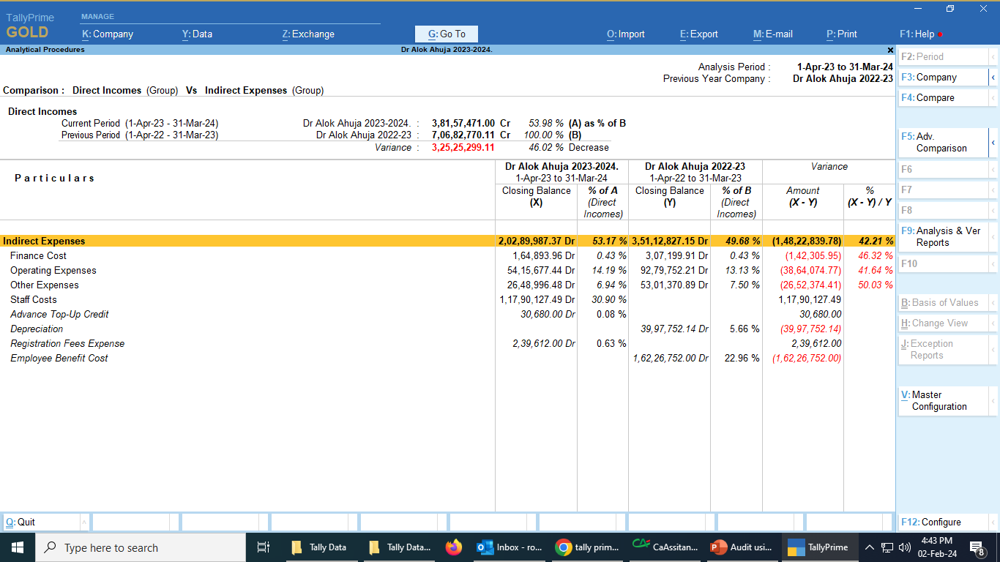 TallyPrime
GOLD
MANAGE
K: Company Y: Data Z: Exchange G: Go To O: Import E: Export M: E-mail P: Print F1: Help
Analytical Procedures Dr Alok Ahuja 2023-2024. x
Analysis Period : 1-Apr-23 to 31-Mar-24
Previous Year Company : Dr Alok Ahuja 2022-23
Comparison : Direct Incomes (Group) Vs Indirect Expenses (Group)
Direct Incomes
Current Period (1-Apr-23 - 31-Mar-24) Dr Alok Ahuja 2023-2024. : 3,81,57,471.00 Cr 53.98 % (A) as % of B
Previous Period (1-Apr-22 - 31-Mar-23) Dr Alok Ahuja 2022-23 : 7,06,82,770.11 Cr 100.00 % (B)
Variance : 3,25,25,299.11 46.02 % Decrease
Particulars
Dr Alok Ahuja 2023-2024. Dr Alok Ahuja 2022-23 Variance
1-Apr-23 to 31-Mar-24 1-Apr-22 to 31-Mar-23
Closing Balance % of A Closing Balance % of B Amount %
(X) (Direct (Y) (Direct (X - Y) (X - Y) / Y
Incomes) Incomes)
Indirect Expenses 2,02,89,987.37 Dr 53.17 % 3,51,12,827.15 Dr 49.68 % (1,48,22,839.78) 42.21 %
Finance Cost 1,64,893.96 Dr 0.43 % 3,07,199.91 Dr 0.43 % (1,42,305.95) 46.32 %
Operating Expenses 54,15,677.44 Dr 14.19 % 92,79,752.21 Dr 13.13 % (38,64,074.77) 41.64 %
Other Expenses 26,48,996.48 Dr 6.94 % 53,01,370.89 Dr 7.50 % (26,52,374.41) 50.03 %
Staff Costs 1,17,90,127.49 Dr 30.90 % 1,17,90,127.49
Advance Top-Up Credit 30,680.00 Dr 0.08 % 30,680.00
Depreciation 39,97,752.14 Dr 5.66 % (39,97,752.14)
Registration Fees Expense 2,39,612.00 Dr 0.63 % 2,39,612.00
Employee Benefit Cost 1,62,26,752.00 Dr 22.96 % (1,62,26,752.00)
F2: Period
F3: Company
F4: Compare
F5: Adv.
Comparison
F6
F7
F8
F9: Analysis & Ver
Reports
F10
B: Basis of Values
H: Change View
J: Exception
Reports
V: Master
Configuration
Q: Quit F12: Configure
Type here to search Tally Data Tally Data... Inbox - ro... tally prim... CA CaAssitan... Audit usi... TallyPrime 4:43 PM
02-Feb-24 8